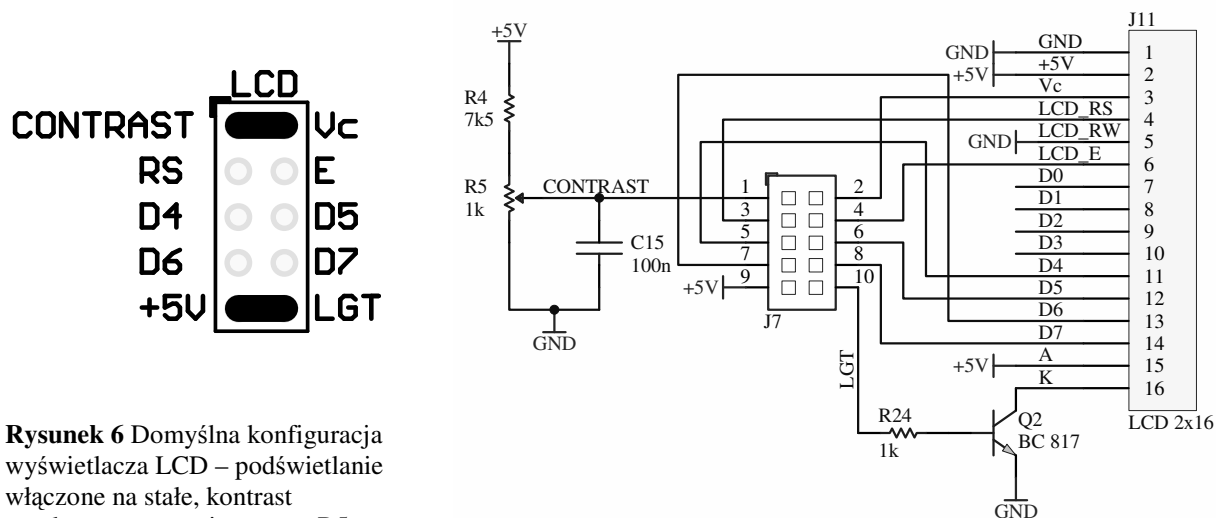 LCD
CONTRAST Vc
RS E
D4 D5
D6 D7
+5V LGT
Rysunek 6 Domyślna konfiguracja
wyświetlacza LCD – podświetlanie
włączone na stałe, kontrast
+5V
R4
7k5
R5
1k
CONTRAST
C15
100n
GND
1 2
3 4
5 6
7 8
9 10
+5V
J7
LGT
R24
1k
Q2
BC 817
GND
J11
GND GND 1
+5V +5V 2
Vc 3
LCD_RS 4
GND LCD_RW 5
LCD_E 6
D0 7
D1 8
D2 9
D3 10
D4 11
D5 12
D6 13
D7 14
+5V A 15
K 16
LCD 2x16